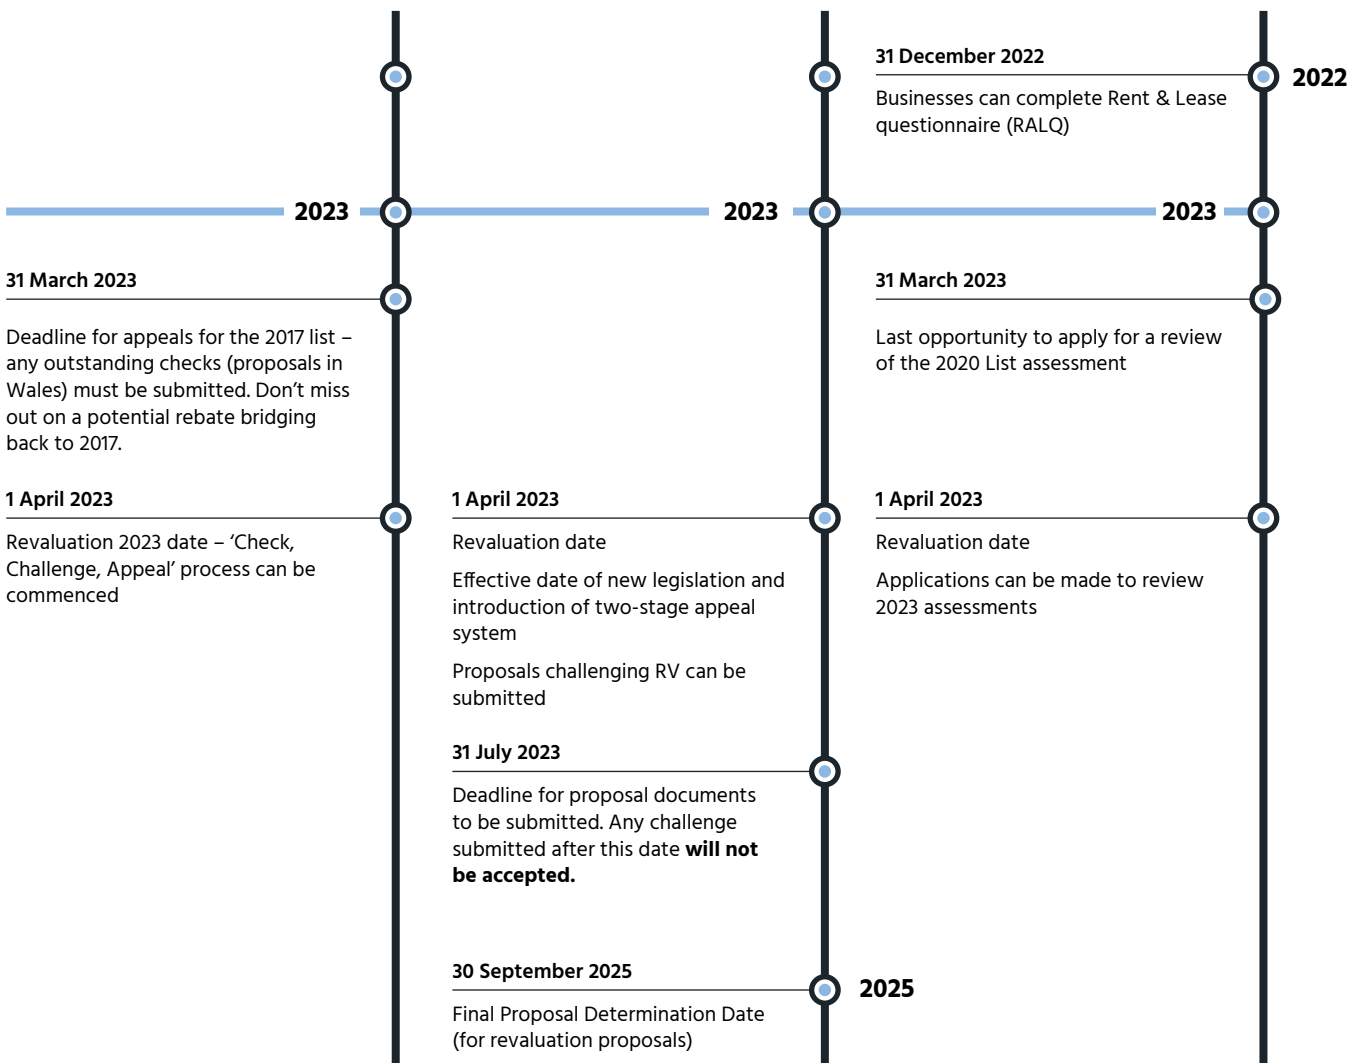 31 December 2022
2022
Businesses can complete Rent & Lease
questionnaire (RALQ)
2023
2023
2023
31 March 2023
Deadline for appeals for the 2017 list –
any outstanding checks (proposals in
Wales) must be submitted. Don’t miss
out on a potential rebate bridging
back to 2017.
1 April 2023
Revaluation 2023 date – ‘Check,
Challenge, Appeal’ process can be
commenced
1 April 2023
Revaluation date
Effective date of new legislation and
introduction of two-stage appeal
system
Proposals challenging RV can be
submitted
31 July 2023
Deadline for proposal documents
to be submitted. Any challenge
submitted after this date will not
be accepted.
30 September 2025
2025
Final Proposal Determination Date
(for revaluation proposals)
31 March 2023
Last opportunity to apply for a review
of the 2020 List assessment
1 April 2023
Revaluation date
Applications can be made to review
2023 assessments